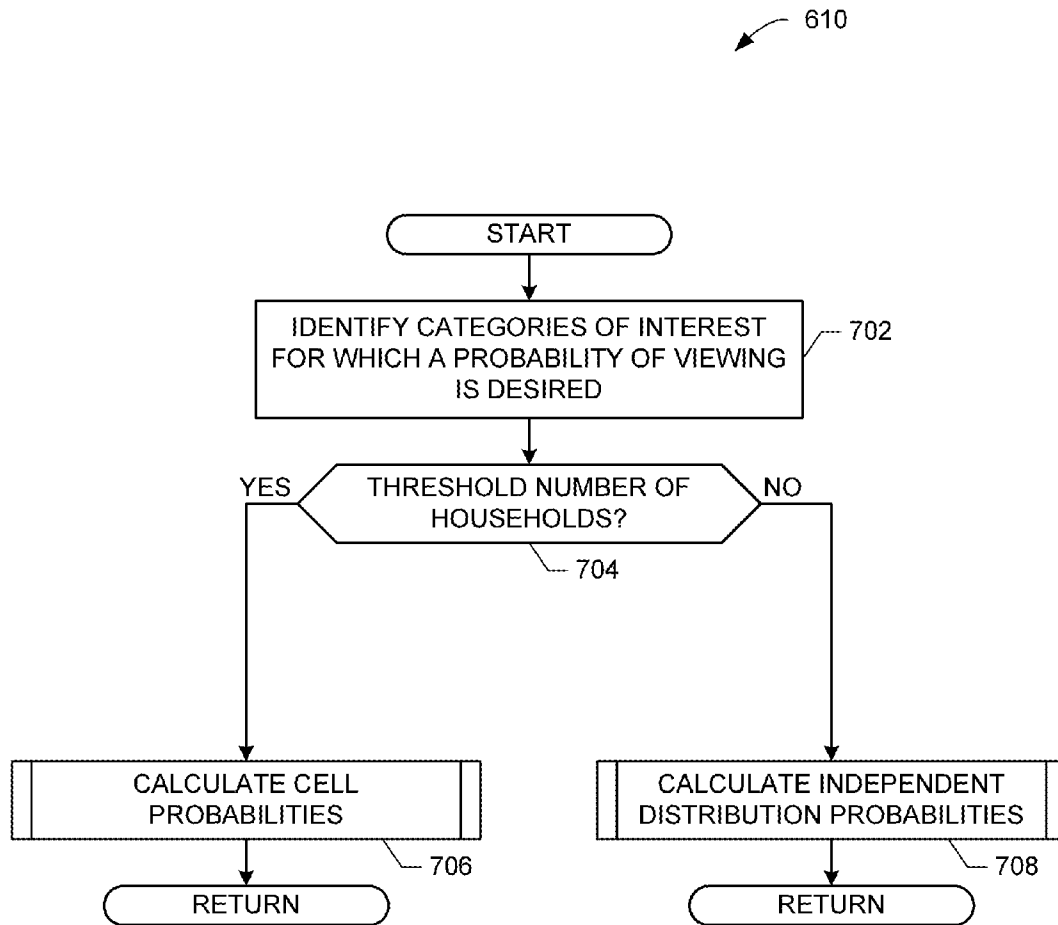 610
START
IDENTIFY CATEGORIES OF INTEREST
FOR WHICH A PROBABILITY OF VIEWING
IS DESIRED
702
YES
THRESHOLD NUMBER OF
HOUSEHOLDS?
NO
704
CALCULATE CELL
PROBABILITIES
706
CALCULATE INDEPENDENT
DISTRIBUTION PROBABILITIES
708
RETURN
RETURN